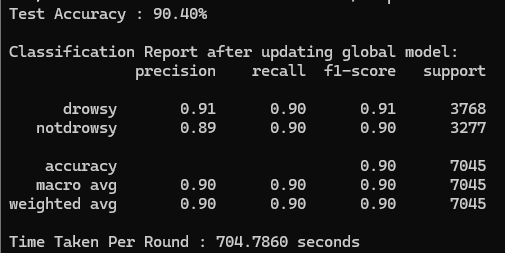 Test Accuracy : 90.40%
Classification Report after updating global model:
precision recall f1-score support
drowsy 0.91 0.90 0.91 3768
notdrowsy 0.89 0.90 0.90 3277
accuracy 0.90 7045
macro avg 0.90 0.90 0.90 7045
weighted avg 0.90 0.90 0.90 7045
Time Taken Per Round : 704.7860 seconds